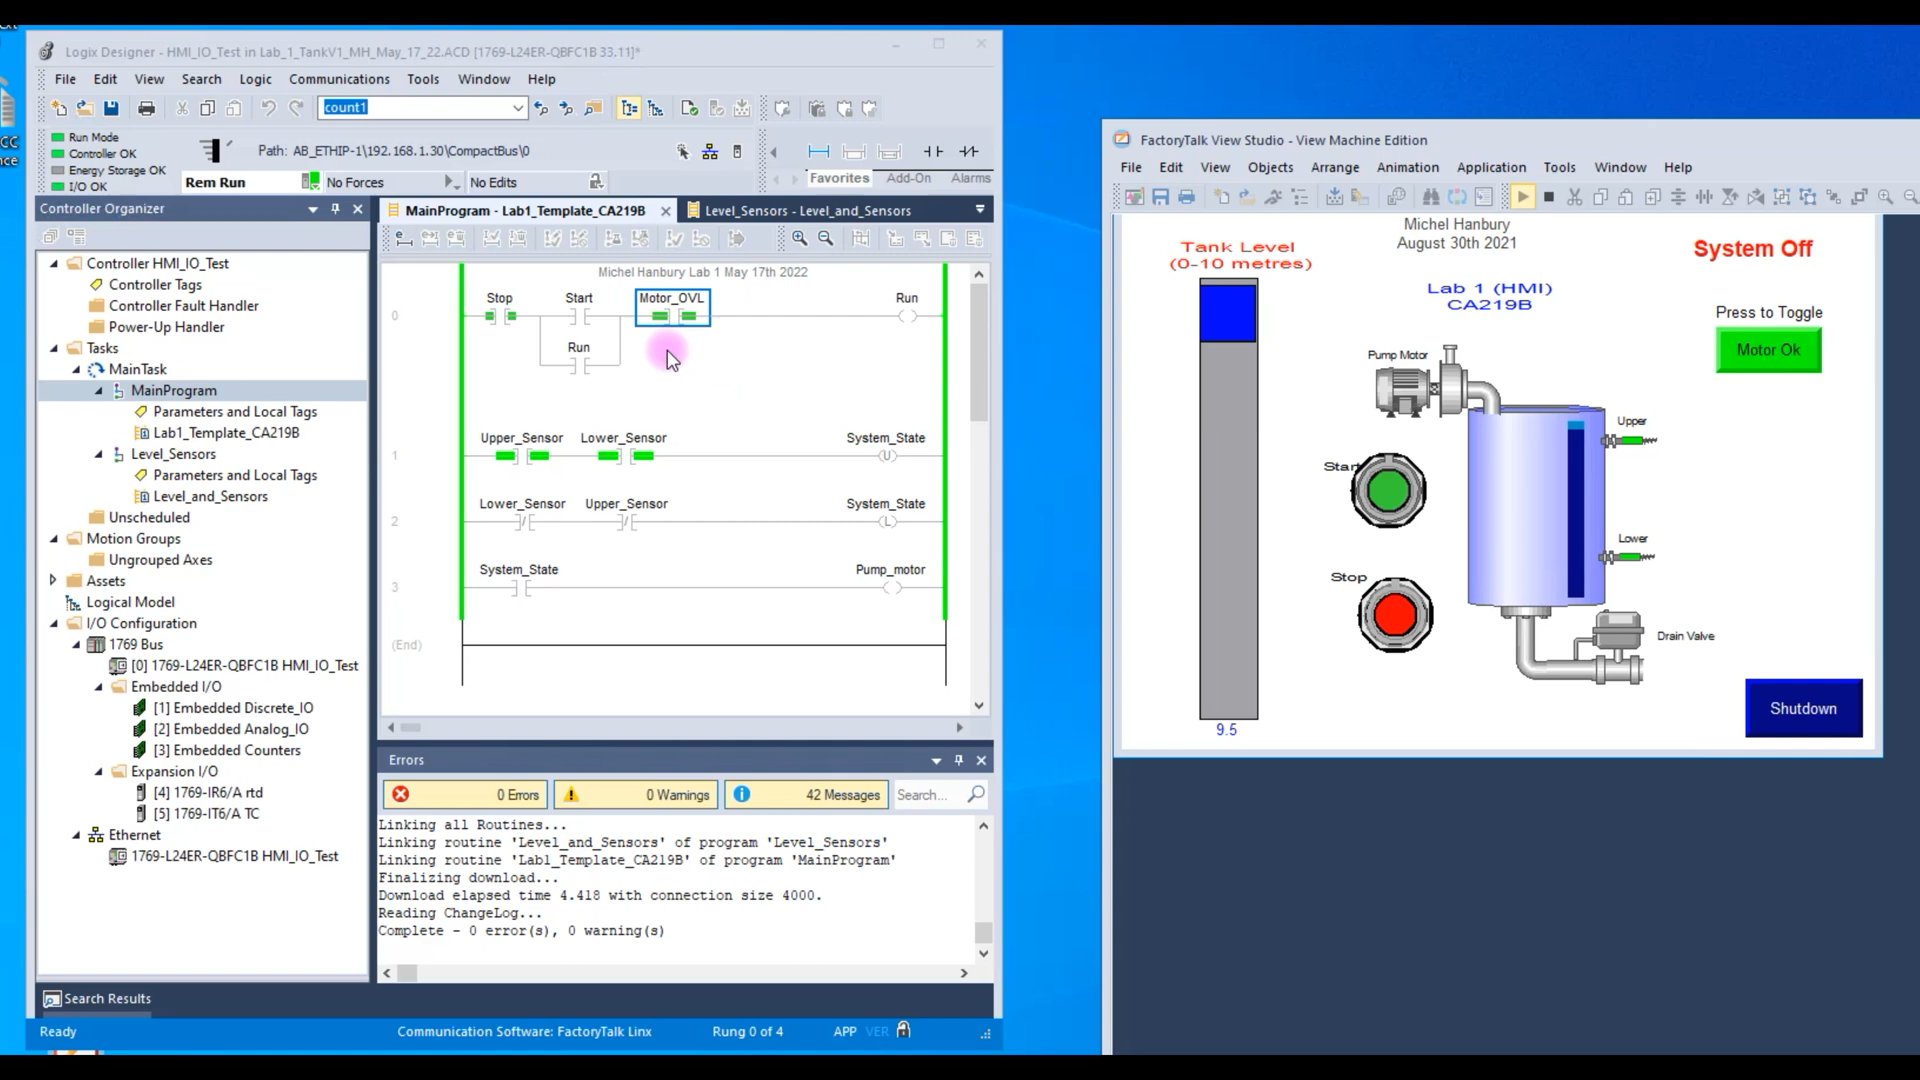 Logix Designer - HMI_IO_Test in Lab_1_TankV1_MH_May_17_22.ACD [1769-L24ER-QBFC1B 33.11]*
File Edit View Search Logic Communications Tools Window Help
count1
Run Mode
Controller OK
Energy Storage OK
I/O OK
Path: AB_ETHIP-1\192.168.1.30\CompactBus\0
Rem Run No Forces No Edits
Favorites Add-On Alarms
Controller Organizer
Controller HMI_IO_Test
Controller Tags
Controller Fault Handler
Power-Up Handler
Tasks
MainTask
MainProgram
Parameters and Local Tags
Lab1_Template_CA219B
Level_Sensors
Parameters and Local Tags
Level_and_Sensors
Unscheduled
Motion Groups
Ungrouped Axes
Assets
Logical Model
I/O Configuration
1769 Bus
[0] 1769-L24ER-QBFC1B HMI_IO_Test
Embedded I/O
[1] Embedded Discrete_IO
[2] Embedded Analog_IO
[3] Embedded Counters
Expansion I/O
[4] 1769-IR6/A rtd
[5] 1769-IT6/A TC
Ethernet
1769-L24ER-QBFC1B HMI_IO_Test
MainProgram - Lab1_Template_CA219B Level_Sensors - Level_and_Sensors
Michel Hanbury Lab 1 May 17th 2022
Stop Start Motor_OVL Run
0
Run
Upper_Sensor Lower_Sensor System_State
1 U
Lower_Sensor Upper_Sensor System_State
2 L
System_State Pump_motor
3
(End)
Errors
0 Errors 0 Warnings 42 Messages Search...
Linking all Routines...
Linking routine 'Level_and_Sensors' of program 'Level_Sensors'
Linking routine 'Lab1_Template_CA219B' of program 'MainProgram'
Finalizing download...
Download elapsed time 4.418 with connection size 4000.
Reading ChangeLog...
Complete - 0 error(s), 0 warning(s)
Search Results
Ready Communication Software: FactoryTalk Linx Rung 0 of 4 APP VER
FactoryTalk View Studio - View Machine Edition
File Edit View Objects Arrange Animation Application Tools Window Help
Michel Hanbury
August 30th 2021
Tank Level
(0-10 metres)
System Off
Lab 1 (HMI)
CA219B
Press to Toggle
Motor Ok
Pump Motor
Upper
Start
Lower
Stop
Drain Valve
Shutdown
9.5